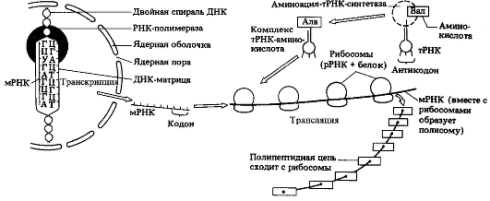 Двойная спираль ДНК
РНК-полимераза
Ядерная оболочка
Ядерная пора
ДНК-матрица
мРНК
Транскрипция
мРНК
Кодон
Аминоацил-тРНК-синтетаза
Ала
Вал
Амино-
кислота
Комплекс
тРНК-амино-
кислота
тРНК
Антикодон
Рибосомы
(рРНК + белок)
Трансляция
мРНК (вместе с
рибосомами
образует
полисому)
Полипептидная цепь
сходит с рибосомы